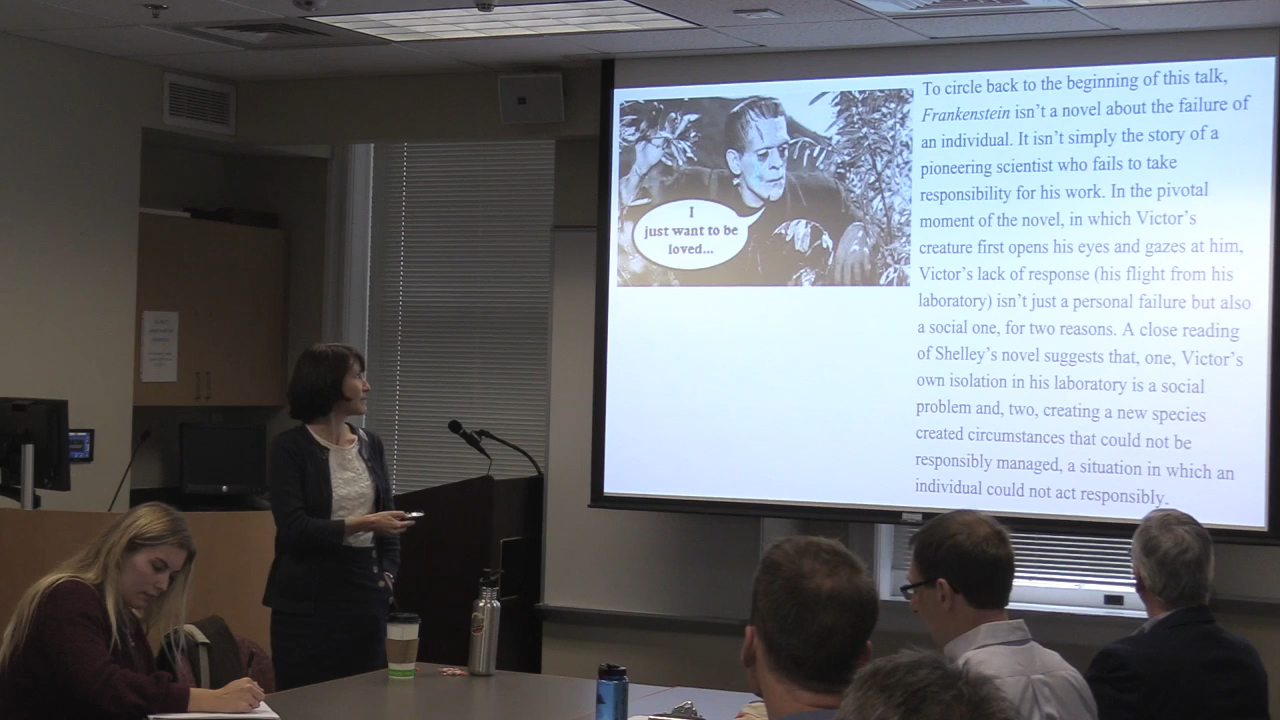 I
just want to be
loved...
To circle back to the beginning of this talk,
Frankenstein isn't a novel about the failure of
an individual. It isn't simply the story of a
pioneering scientist who fails to take
responsibility for his work. In the pivotal
moment of the novel, in which Victor's
creature first opens his eyes and gazes at him,
Victor's lack of response (his flight from his
laboratory) isn't just a personal failure but also
a social one, for two reasons. A close reading
of Shelley's novel suggests that, one, Victor's
own isolation in his laboratory is a social
problem and, two, creating a new species
created circumstances that could not be
responsibly managed, a situation in which an
individual could not act responsibly.